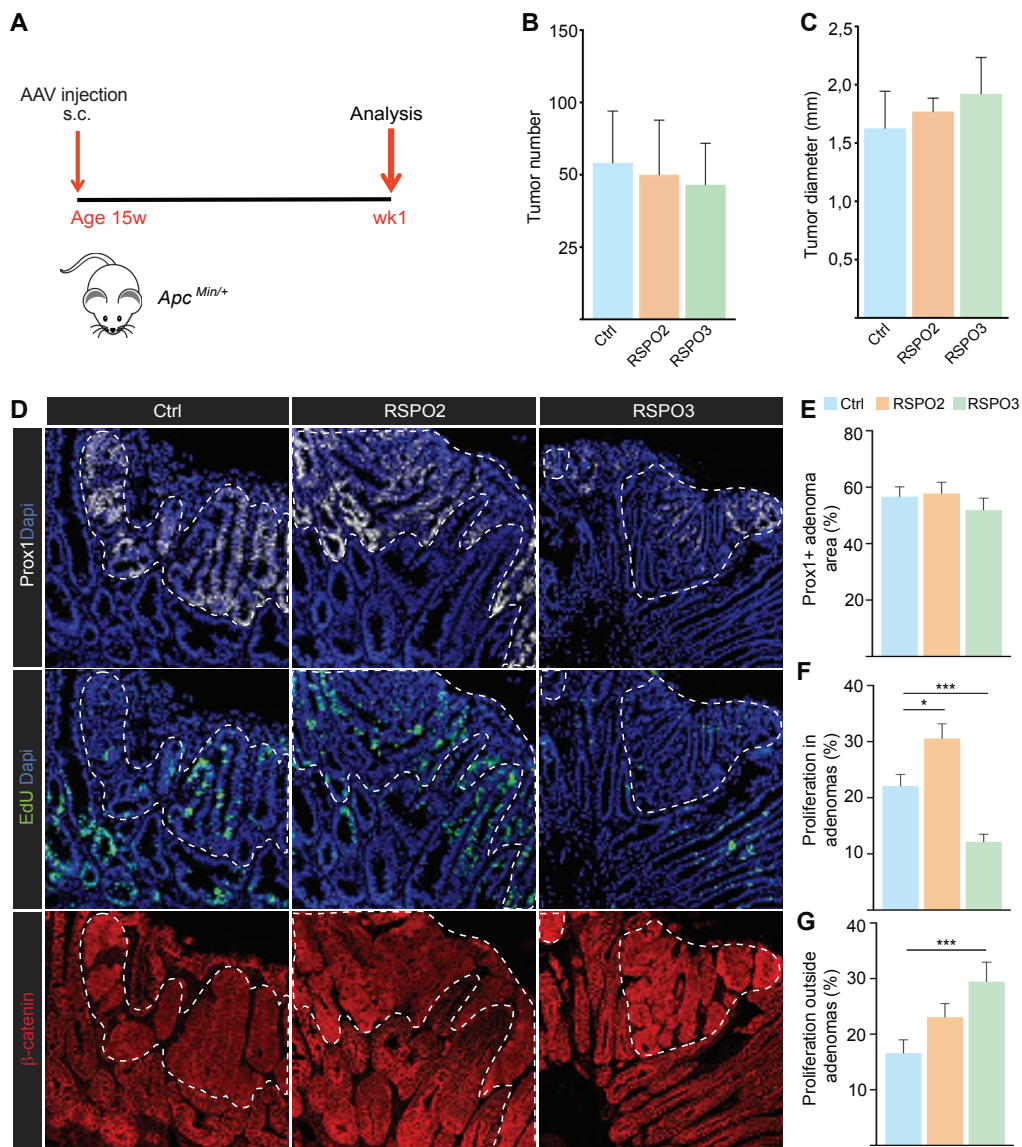 A
AAV injection
s.c.
Analysis
Age 15w
wk1
Apc Min/+
B
Tumor number
150
100
50
25
Ctrl
RSPO2
RSPO3
C
Tumor diameter (mm)
2,5
2,0
1,5
1,0
0,5
0
Ctrl
RSPO2
RSPO3
D
Ctrl
RSPO2
RSPO3
Prox1 Dapi
EdU Dapi
β-catenin
E
Ctrl RSPO2 RSPO3
Prox1+ adenoma
area (%)
80
60
40
20
F
Proliferation in
adenomas (%)
40
30
20
10
***
*
G
Proliferation outside
adenomas (%)
40
30
20
10
***